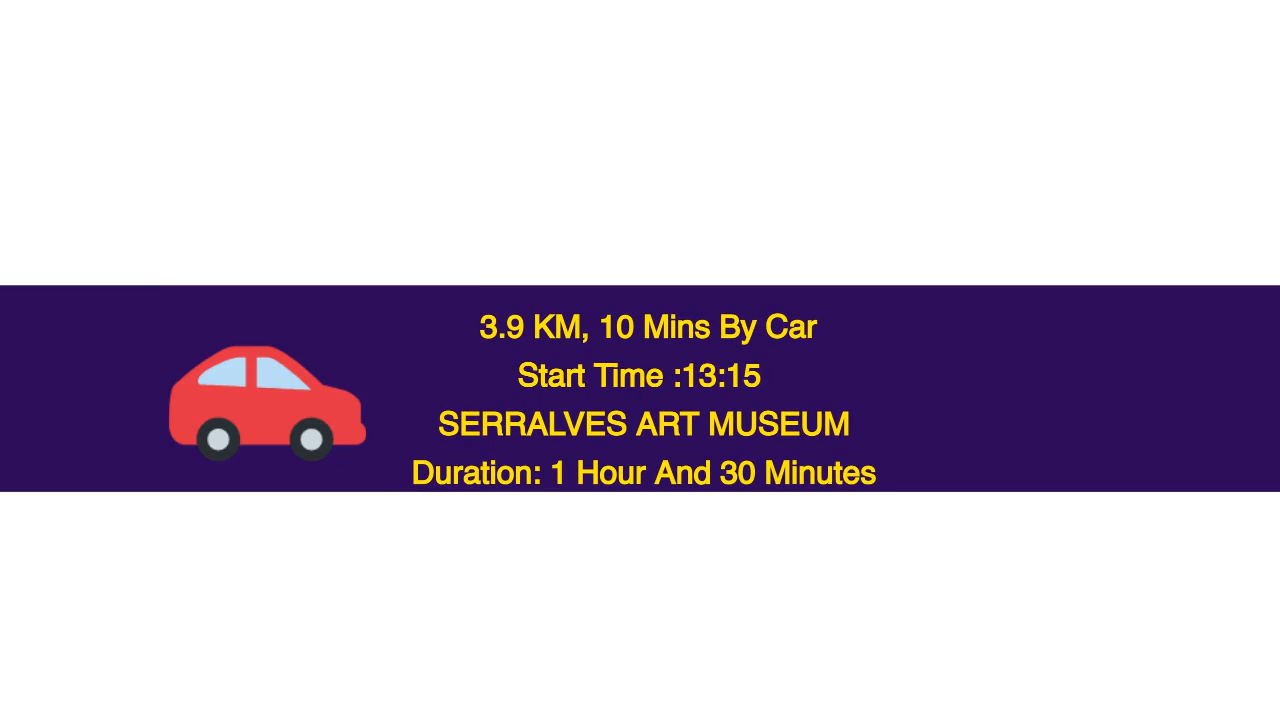 3.9 KM, 10 Mins By Car
Start Time :13:15
SERRALVES ART MUSEUM
Duration: 1 Hour And 30 Minutes